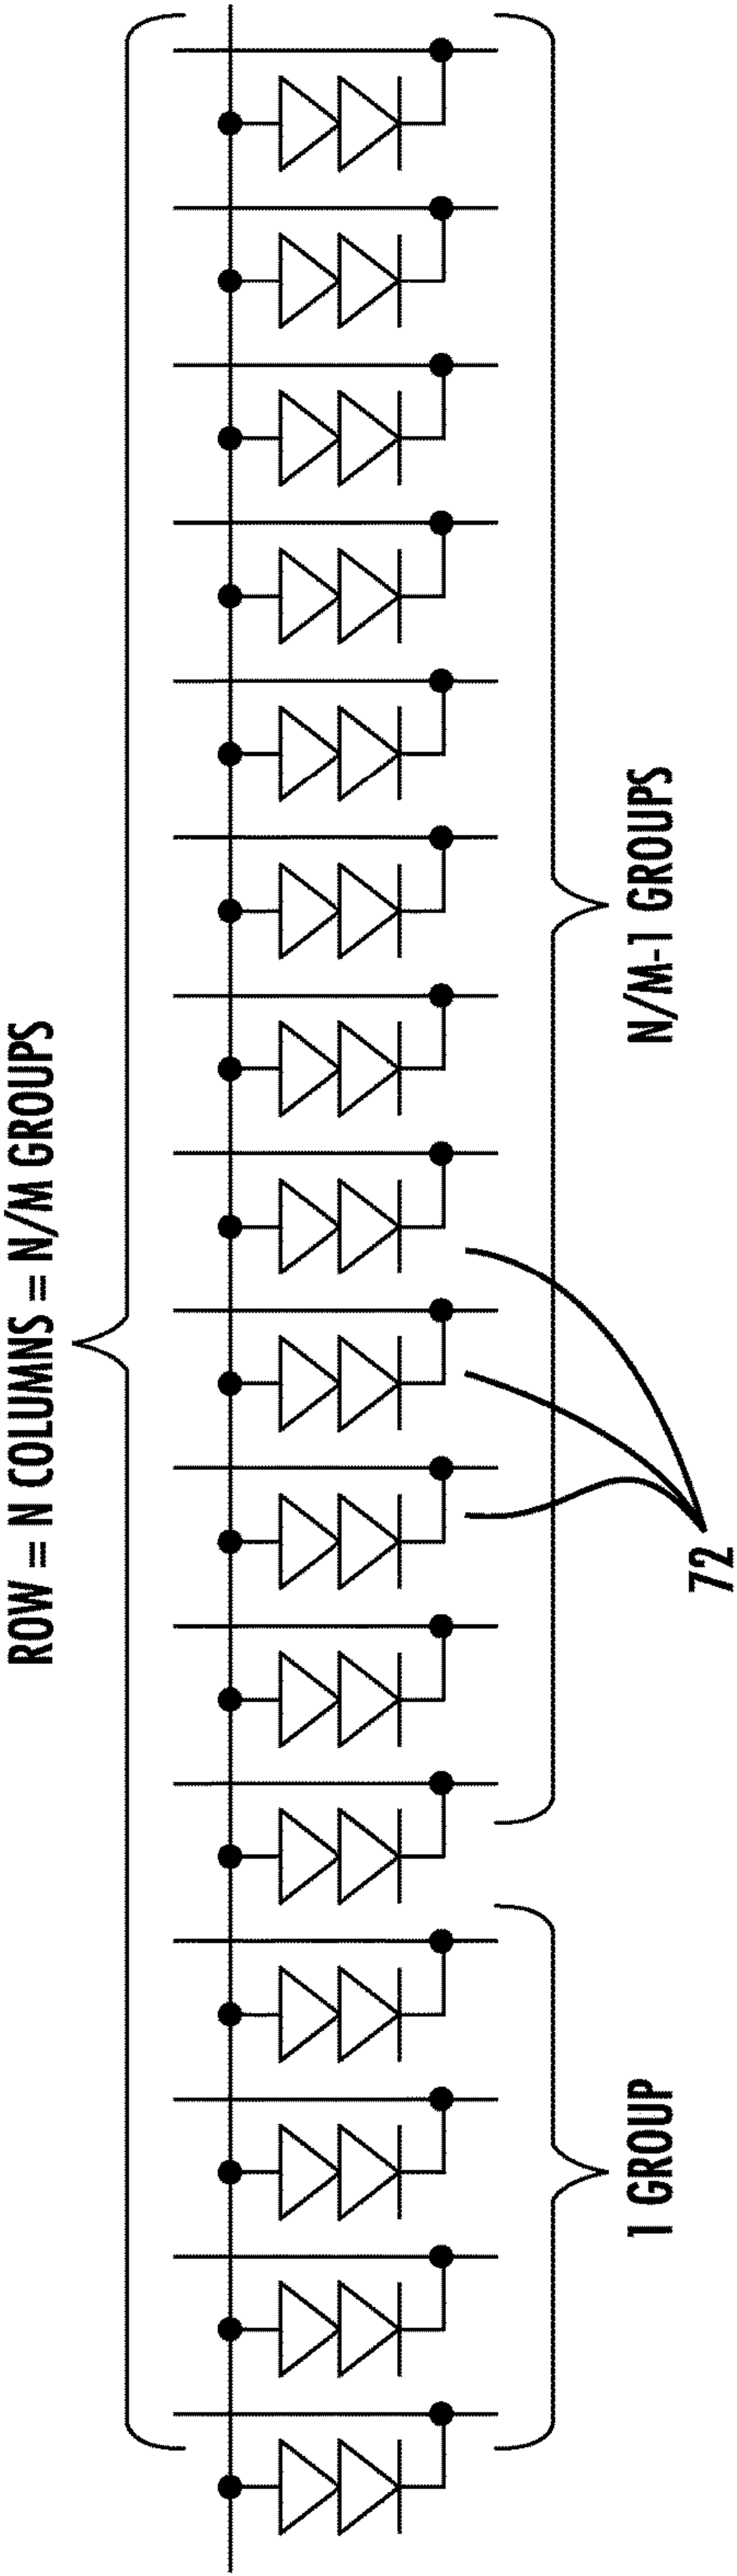 ROW = N COLUMNS = N/M GROUPS
1 GROUP
N/M-1 GROUPS
72